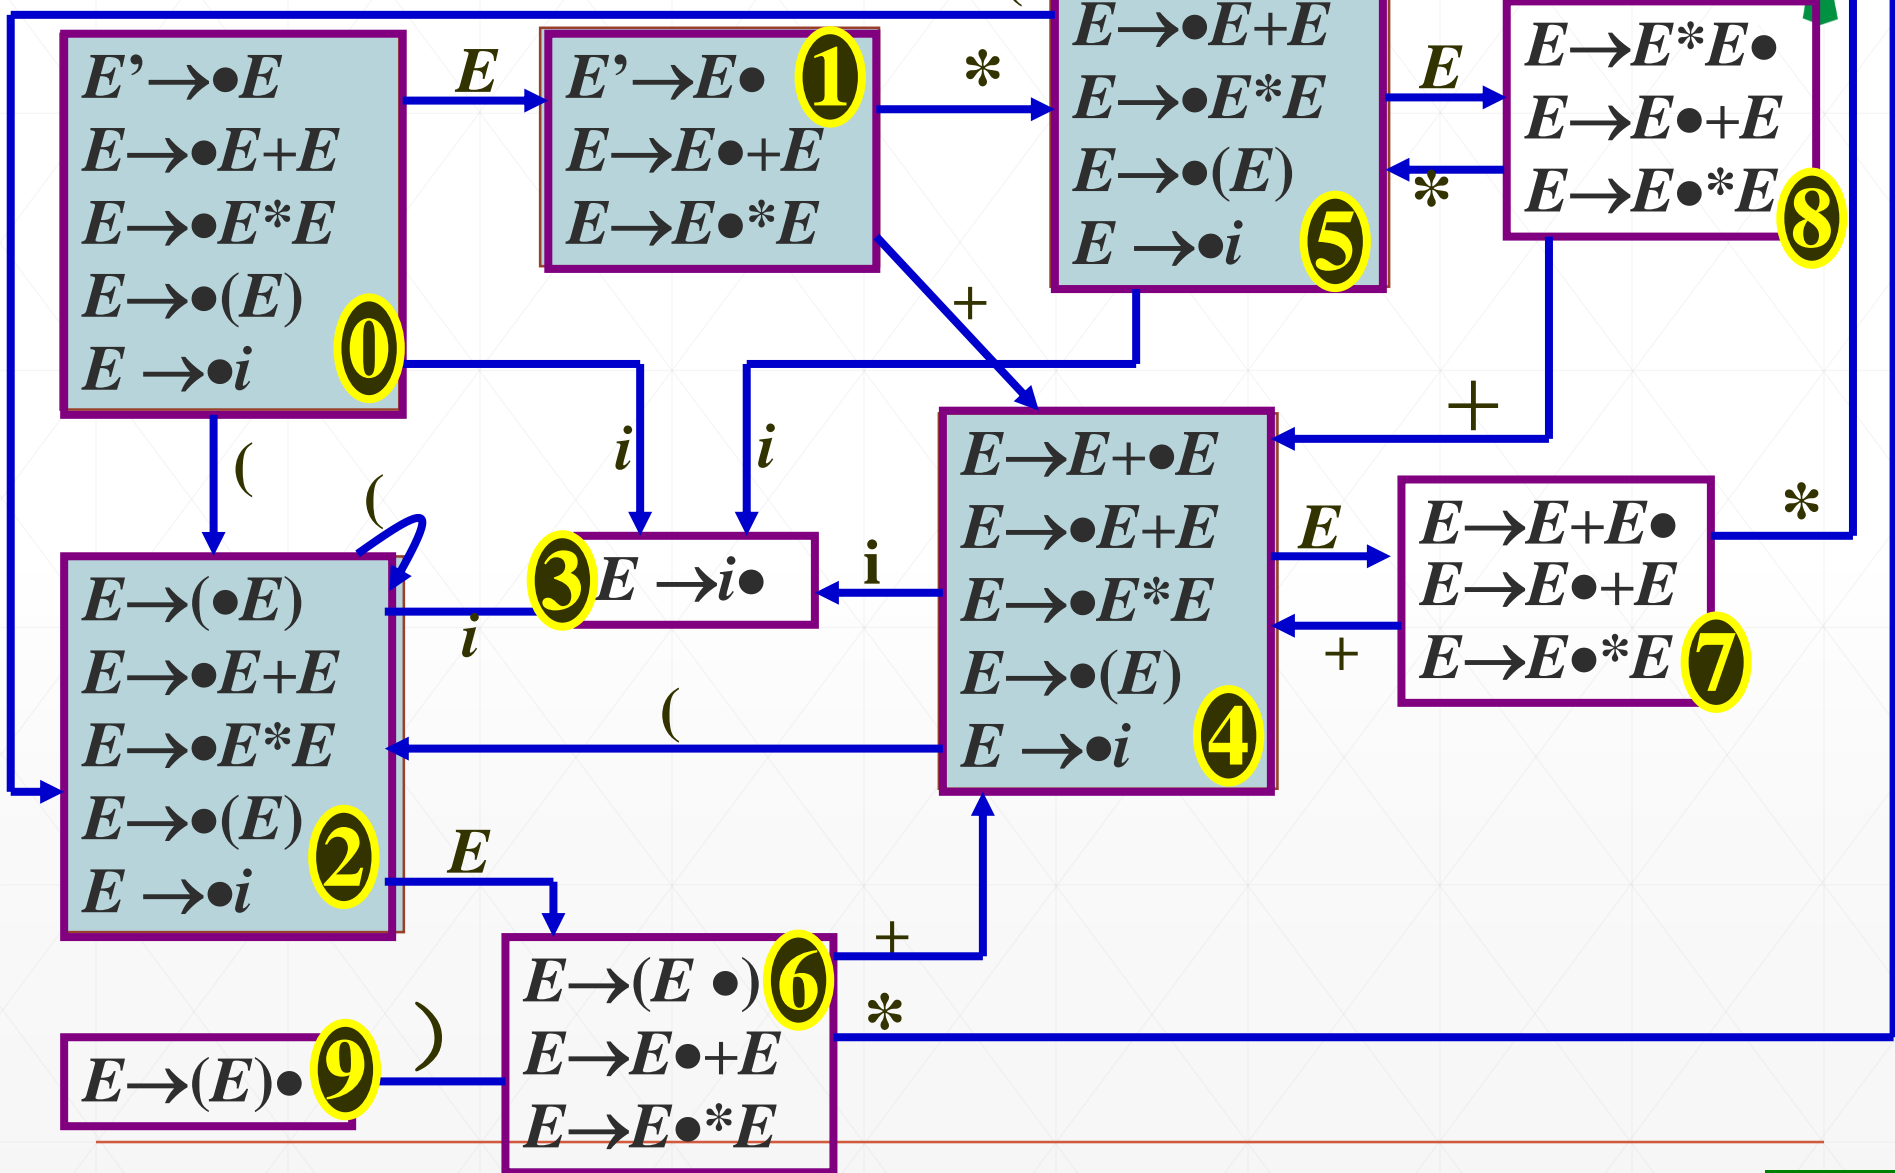 E’→•E
E→•E+E
E→•E*E
E→•(E)
E →•i
0
E
E’→E•
E→E•+E
E→E•*E
1
*
+
E→•E+E
E→•E*E
E→•(E)
E →•i
5
E
*
E→E*E•
E→E•+E
E→E•*E
8
+
(
(
i
i
E→(•E)
E→•E+E
E→•E*E
E→•(E)
E →•i
2
i
3
E →i•
i
(
E→E+•E
E→•E+E
E→•E*E
E→•(E)
E →•i
4
E
+
E→E+E•
E→E•+E
E→E•*E
7
*
E
E→(E •)
E→E•+E
E→E•*E
6
+
*
)
E→(E)•
9